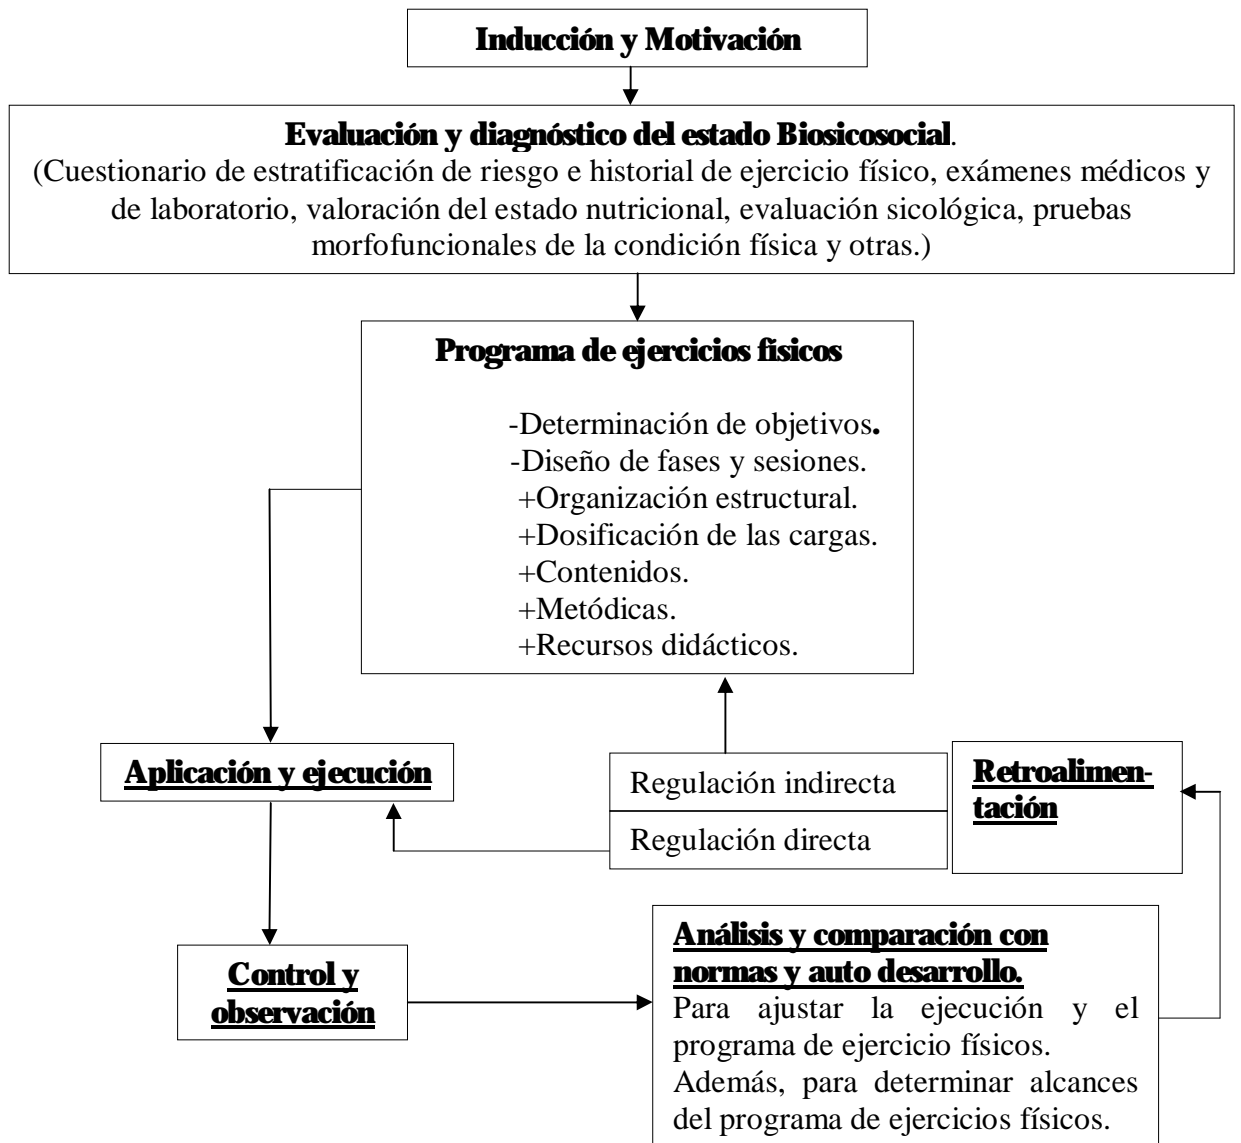 Inducción y Motivación
Evaluación y diagnóstico del estado Biosicosocial.
(Cuestionario de estratificación de riesgo e historial de ejercicio físico, exámenes médicos y
de laboratorio, valoración del estado nutricional, evaluación sicológica, pruebas
morfofuncionales de la condición física y otras.)
Programa de ejercicios físicos
-Determinación de objetivos.
-Diseño de fases y sesiones.
+Organización estructural.
+Dosificación de las cargas.
+Contenidos.
+Metódicas.
+Recursos didácticos.
Aplicación y ejecución
Regulación indirecta
Regulación directa
Retroalimen-
tación
Control y
observación
Análisis y comparación con
normas y auto desarrollo.
Para ajustar la ejecución y el
programa de ejercicio físicos.
Además, para determinar alcances
del programa de ejercicios físicos.